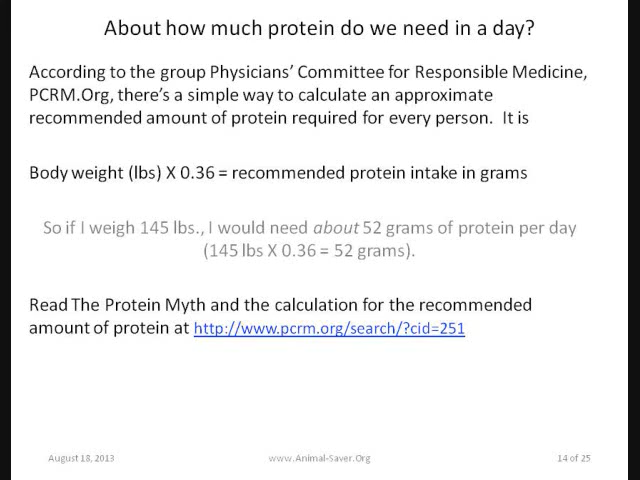 About how much protein do we need in a day?
According to the group Physicians’ Committee for Responsible Medicine,
PCRM.Org, there’s a simple way to calculate an approximate
recommended amount of protein required for every person.  It is
Body weight (lbs) X 0.36 = recommended protein intake in grams
So if I weigh 145 lbs., I would need about 52 grams of protein per day
(145 lbs X 0.36 = 52 grams).
Read The Protein Myth and the calculation for the recommended
amount of protein at http://www.pcrm.org/search/?cid=251
August 18, 2013 www.Animal-Saver.Org 14 of 25